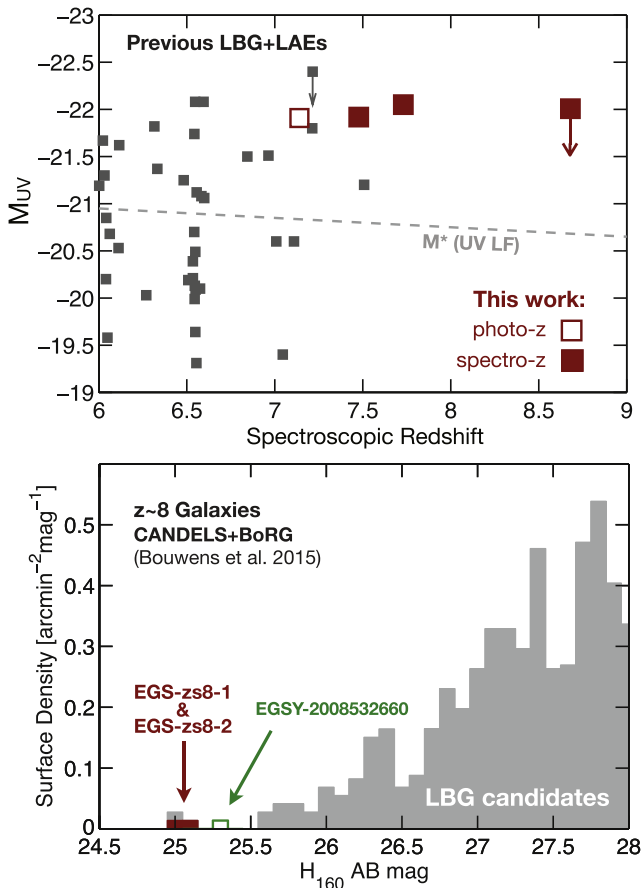 −23
−22.5
−22
−21.5
−21
−20.5
−20
−19.5
−19
M_UV
Previous LBG+LAEs
M* (UV LF)
This work:
photo-z
spectro-z
6 6.5 7 7.5 8 8.5 9
Spectroscopic Redshift
0.5
0.4
0.3
0.2
0.1
0
Surface Density [arcmin⁻²mag⁻¹]
z~8 Galaxies
CANDELS+BoRG
(Bouwens et al. 2015)
EGS-zs8-1
&
EGS-zs8-2
EGSY-2008532660
LBG candidates
24.5 25 25.5 26 26.5 27 27.5 28
H₁₆₀ AB mag